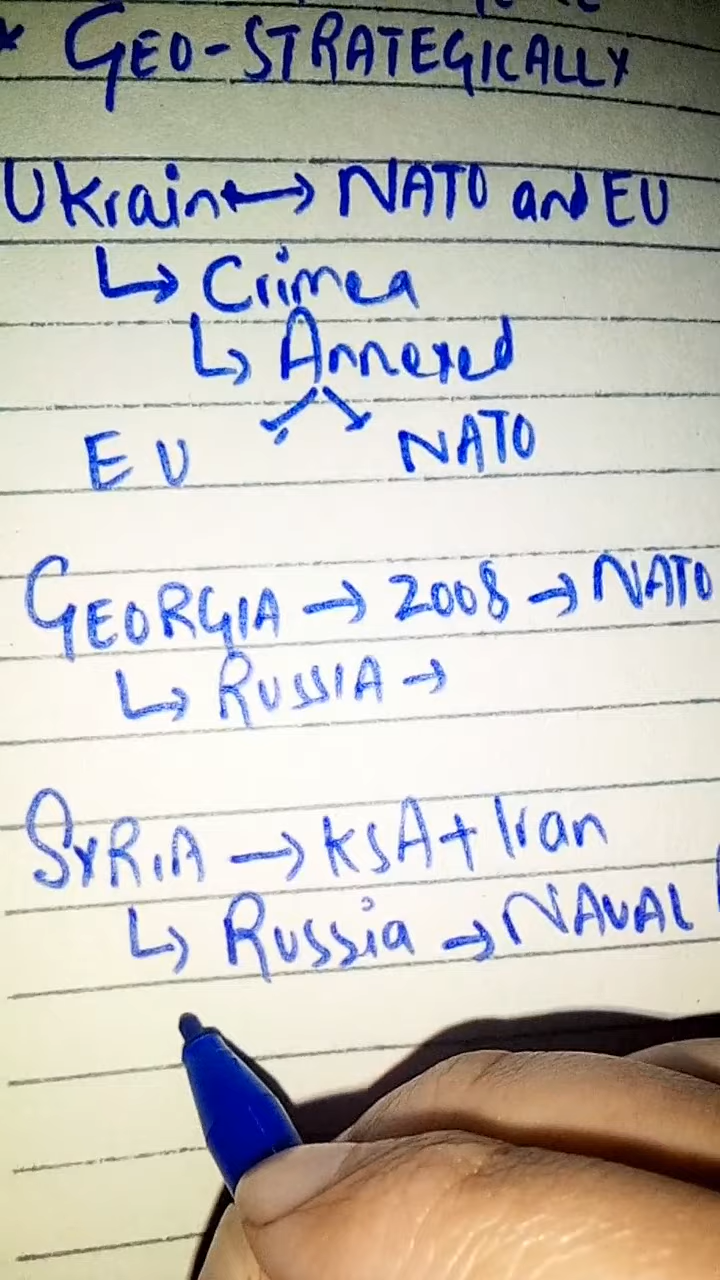 * GEO-STRATEGICALLY
Ukrain ↔ NATO and EU
↳ Crimea
↳ Annexed
EU NATO
GEORGIA → 2008 → NATO
↳ RUSSIA →
SYRIA → KSA + Iran
↳ Russia → NAVAL